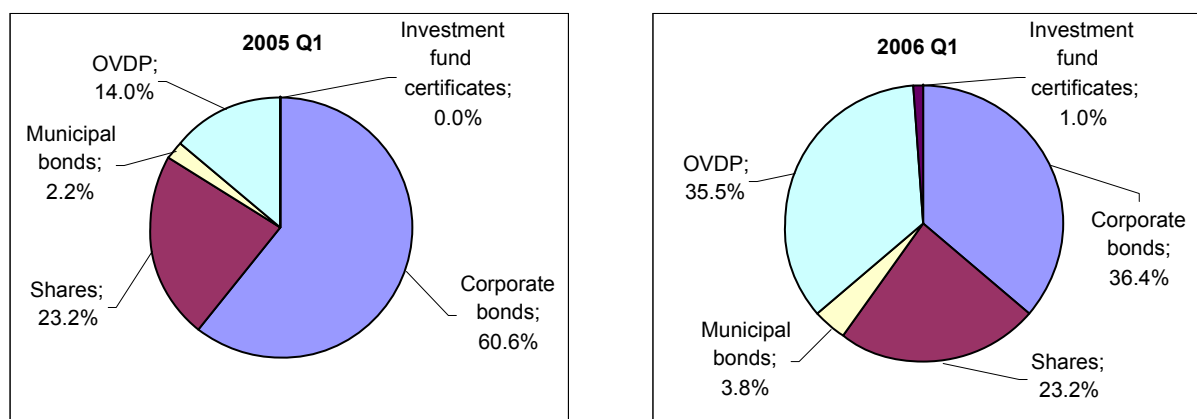 2005 Q1
Investment
fund
certificates;
0.0%
OVDP;
14.0%
Municipal
bonds;
2.2%
Shares;
23.2%
Corporate
bonds;
60.6%
2006 Q1
Investment
fund
certificates;
1.0%
OVDP;
35.5%
Corporate
bonds;
36.4%
Municipal
bonds;
3.8%
Shares;
23.2%